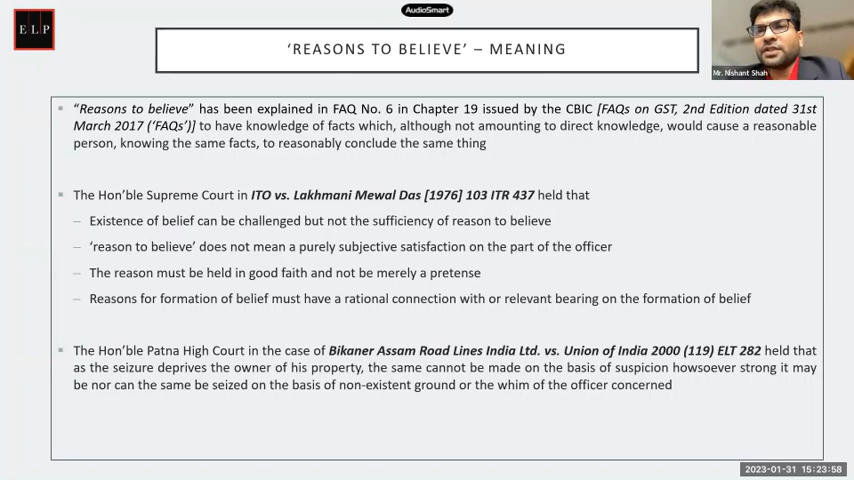 AudioSmart
ELP
‘REASONS TO BELIEVE’ – MEANING
Mr. Nishant Shah
“Reasons to believe” has been explained in FAQ No. 6 in Chapter 19 issued by the CBIC [FAQs on GST, 2nd Edition dated 31st
March 2017 (‘FAQs’)] to have knowledge of facts which, although not amounting to direct knowledge, would cause a reasonable
person, knowing the same facts, to reasonably conclude the same thing
The Hon’ble Supreme Court in ITO vs. Lakhmani Mewal Das [1976] 103 ITR 437 held that
– Existence of belief can be challenged but not the sufficiency of reason to believe
– ‘reason to believe’ does not mean a purely subjective satisfaction on the part of the officer
– The reason must be held in good faith and not be merely a pretense
– Reasons for formation of belief must have a rational connection with or relevant bearing on the formation of belief
The Hon’ble Patna High Court in the case of Bikaner Assam Road Lines India Ltd. vs. Union of India 2000 (119) ELT 282 held that
as the seizure deprives the owner of his property, the same cannot be made on the basis of suspicion howsoever strong it may
be nor can the same be seized on the basis of non-existent ground or the whim of the officer concerned
2023-01-31 15:23:58